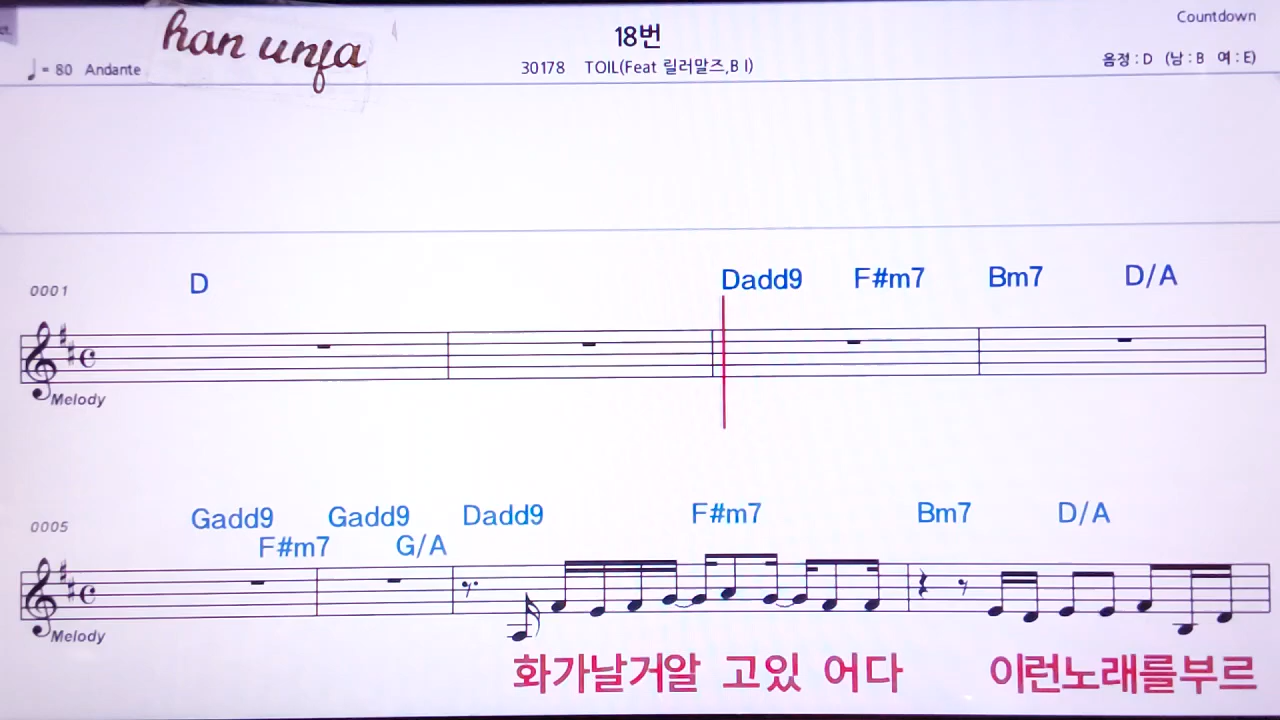 Countdown
han unfa
18번
♩= 80 Andante
30178 TOIL(Feat 릴러말즈,B I)
음정 : D (남 : B 여 : E)
D Dadd9 F#m7 Bm7 D/A
0001
Melody
Gadd9 Gadd9 Dadd9 F#m7 Bm7 D/A
0005
F#m7 G/A
Melody
화가날거알 고있 어다 이런노래를부르